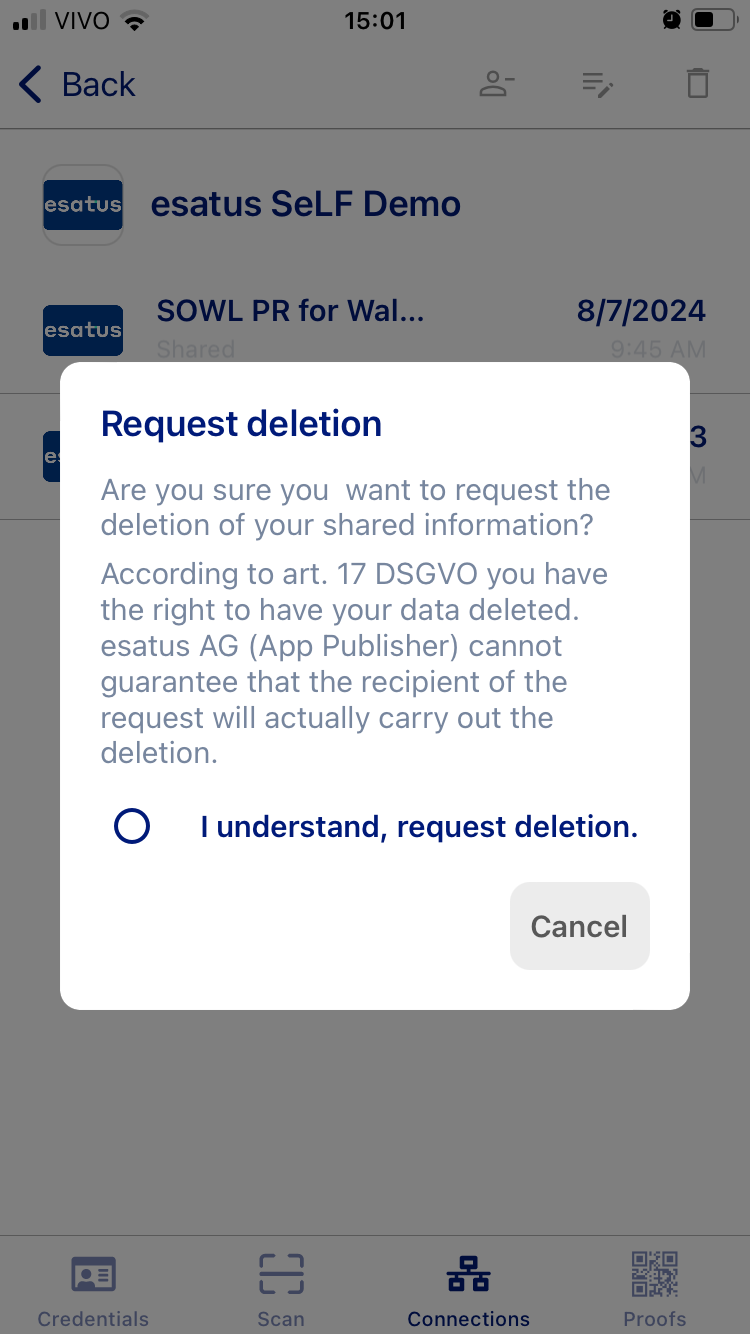 VIVO 15:01
Back
esatus esatus SeLF Demo
esatus SOWL PR for Wal... 8/7/2024
Shared 9:45 AM
Request deletion
Are you sure you  want to request the
deletion of your shared information?
According to art. 17 DSGVO you have
the right to have your data deleted.
esatus AG (App Publisher) cannot
guarantee that the recipient of the
request will actually carry out the
deletion.
I understand, request deletion.
Cancel
Credentials Scan Connections Proofs